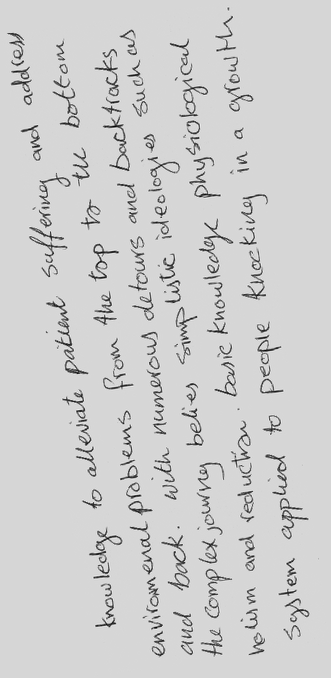 knowledge to alleviate patient suffering and address
enviromenal problems from the top to the bottom
and back. with numerous detours and backtracks
the complex journey belies simplistic ideologies such as
holism and reduction. basic knowledge physiological
system applied to people knocking in a growth.